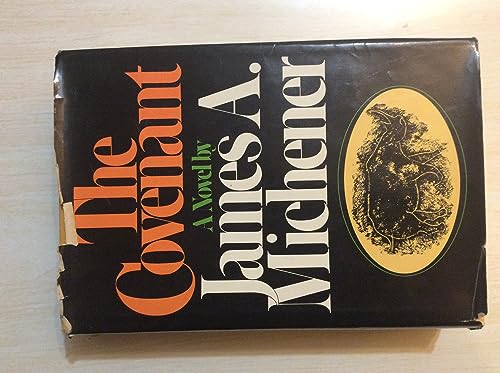 The
Covenant
A Novel by
James A.
Michener